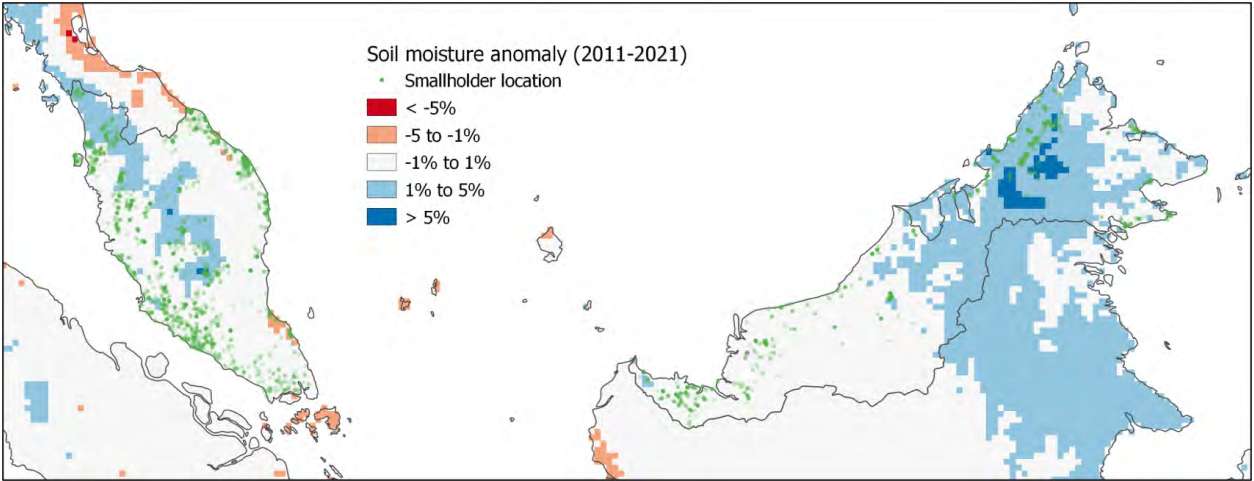 Soil moisture anomaly (2011-2021)
Smallholder location
< -5%
-5 to -1%
-1% to 1%
1% to 5%
> 5%